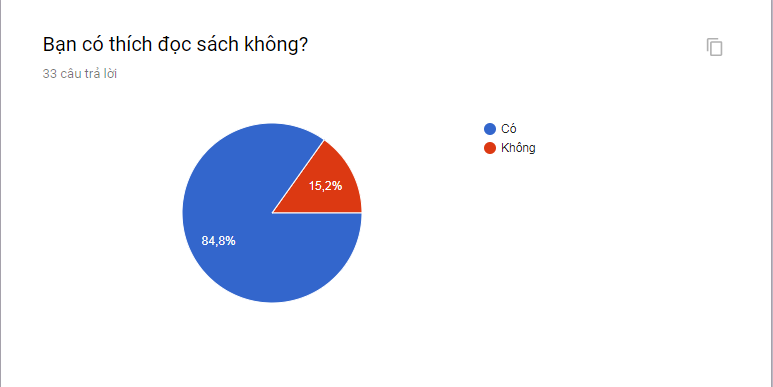 Bạn có thích đọc sách không?
33 câu trả lời
Có
Không
15,2%
84,8%